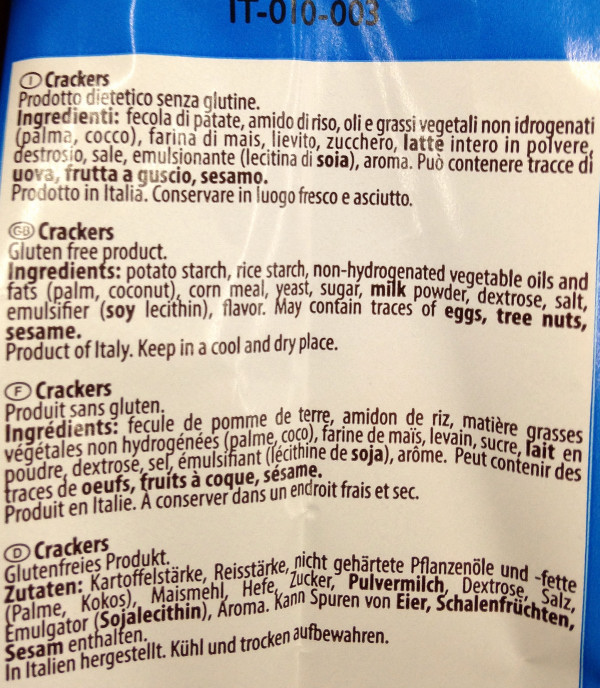 IT-010-003
I Crackers
Prodotto dietetico senza glutine.
Ingredienti: fecola di patate, amido di riso, oli e grassi vegetali non idrogenati
(palma, cocco), farina di mais, lievito, zucchero, latte intero in polvere,
destrosio, sale, emulsionante (lecitina di soia), aroma. Può contenere tracce di
uova, frutta a guscio, sesamo.
Prodotto in Italia. Conservare in luogo fresco e asciutto.
GB Crackers
Gluten free product.
Ingredients: potato starch, rice starch, non-hydrogenated vegetable oils and
fats (palm, coconut), corn meal, yeast, sugar, milk powder, dextrose, salt,
emulsifier (soy lecithin), flavor. May contain traces of eggs, tree nuts,
sesame.
Product of Italy. Keep in a cool and dry place.
F Crackers
Produit sans gluten.
Ingrédients: fecule de pomme de terre, amidon de riz, matière grasses
végétales non hydrogénées (palme, coco), farine de maïs, levain, sucre, lait en
poudre, dextrose, sel, émulsifiant (lécithine de soja), arôme. Peut contenir des
traces de oeufs, fruits à coque, sésame.
Produit en Italie. À conserver dans un endroit frais et sec.
D Crackers
Glutenfreies Produkt.
Zutaten: Kartoffelstärke, Reisstärke, nicht gehärtete Pflanzenöle und -fette
(Palme, Kokos), Maismehl, Hefe, Zucker, Pulvermilch, Dextrose, Salz,
Emulgator (Sojalecithin), Aroma. Kann Spuren von Eier, Schalenfrüchten,
Sesam enthalten.
In Italien hergestellt. Kühl und trocken aufbewahren.